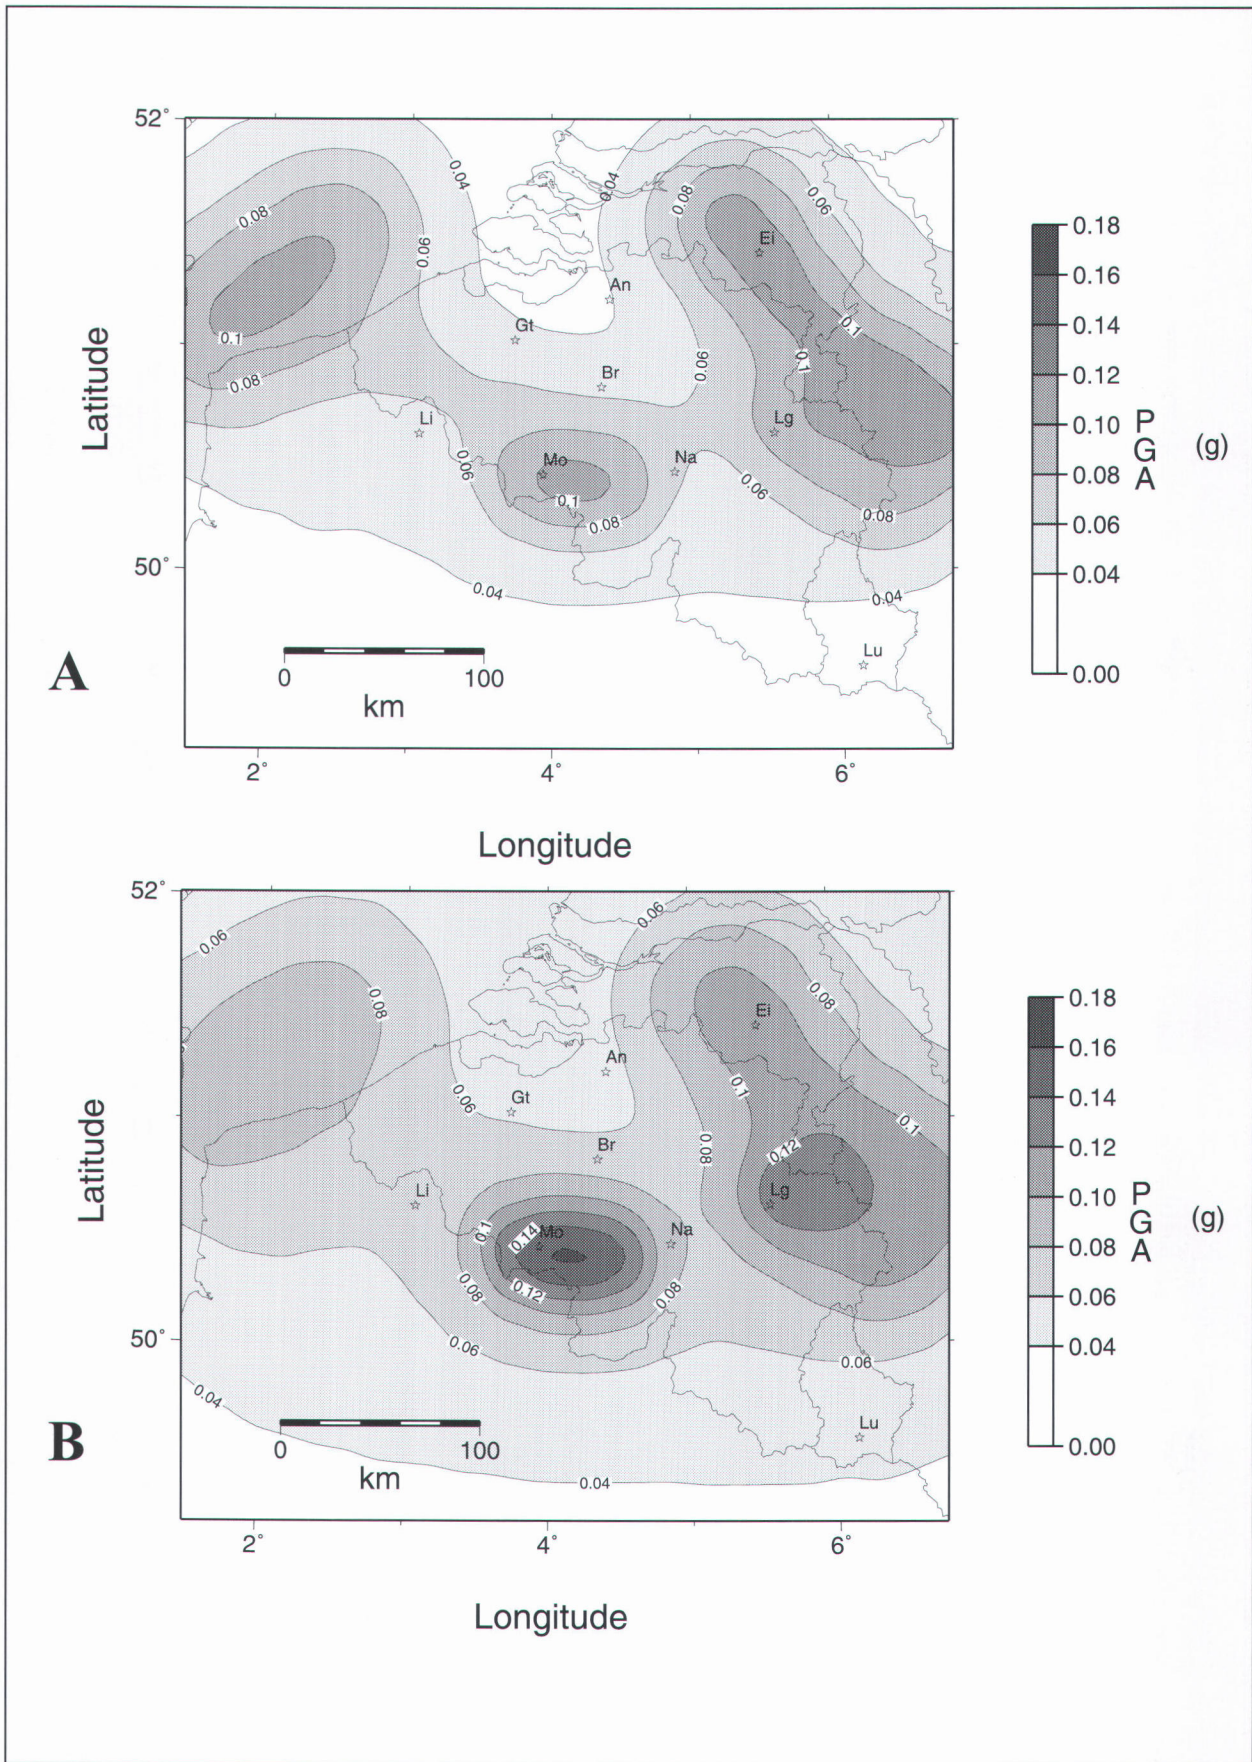 52°
0.04
0.04
0.08
0.06
0.08
0.06
Ei
An
0.1
0.1
Gt
0.06
0.1
Br
0.08
Li
Lg
0.06
Mo
Na
0.1
0.06
0.08
0.08
50°
0.04
0.04
Lu
A
0 100
km
2° 4° 6°
Longitude
Latitude
0.18
0.16
0.14
0.12
0.10
0.08
0.06
0.04
0.00
P
G
A
(g)
52°
0.06
0.06
0.08
0.08
Ei
An
0.06
Gt
0.1
0.1
Br
0.08
0.12
Li
Lg
0.1
0.14
Mo
Na
0.08
0.12
0.08
50°
0.06
0.06
0.04
Lu
0.04
B
0 100
km
2° 4° 6°
Longitude
Latitude
0.18
0.16
0.14
0.12
0.10
0.08
0.06
0.04
0.00
P
G
A
(g)